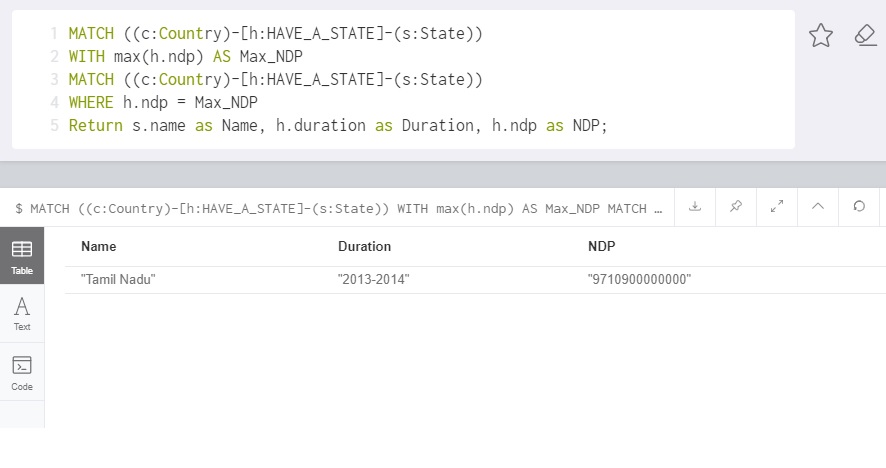 1 MATCH ((c:Country)-[h:HAVE_A_STATE]-(s:State))
2 WITH max(h.ndp) AS Max_NDP
3 MATCH ((c:Country)-[h:HAVE_A_STATE]-(s:State))
4 WHERE h.ndp = Max_NDP
5 Return s.name as Name, h.duration as Duration, h.ndp as NDP;
$ MATCH ((c:Country)-[h:HAVE_A_STATE]-(s:State)) WITH max(h.ndp) AS Max_NDP MATCH …
Name Duration NDP
"Tamil Nadu" "2013-2014" "9710900000000"
Table
A
Text
Code